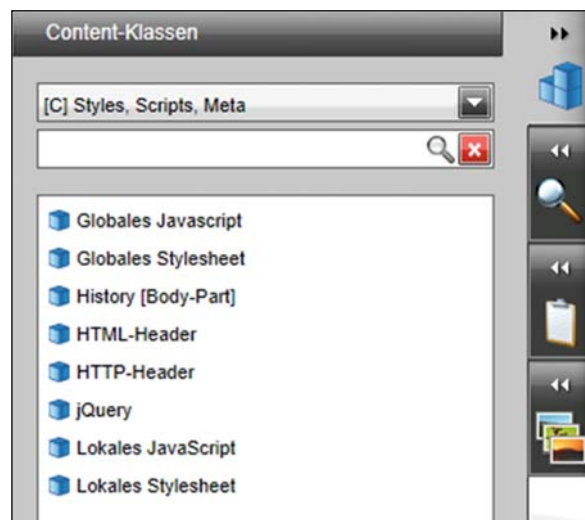 Content-Klassen
[C] Styles, Scripts, Meta
Globales Javascript
Globales Stylesheet
History [Body-Part]
HTML-Header
HTTP-Header
jQuery
Lokales JavaScript
Lokales Stylesheet